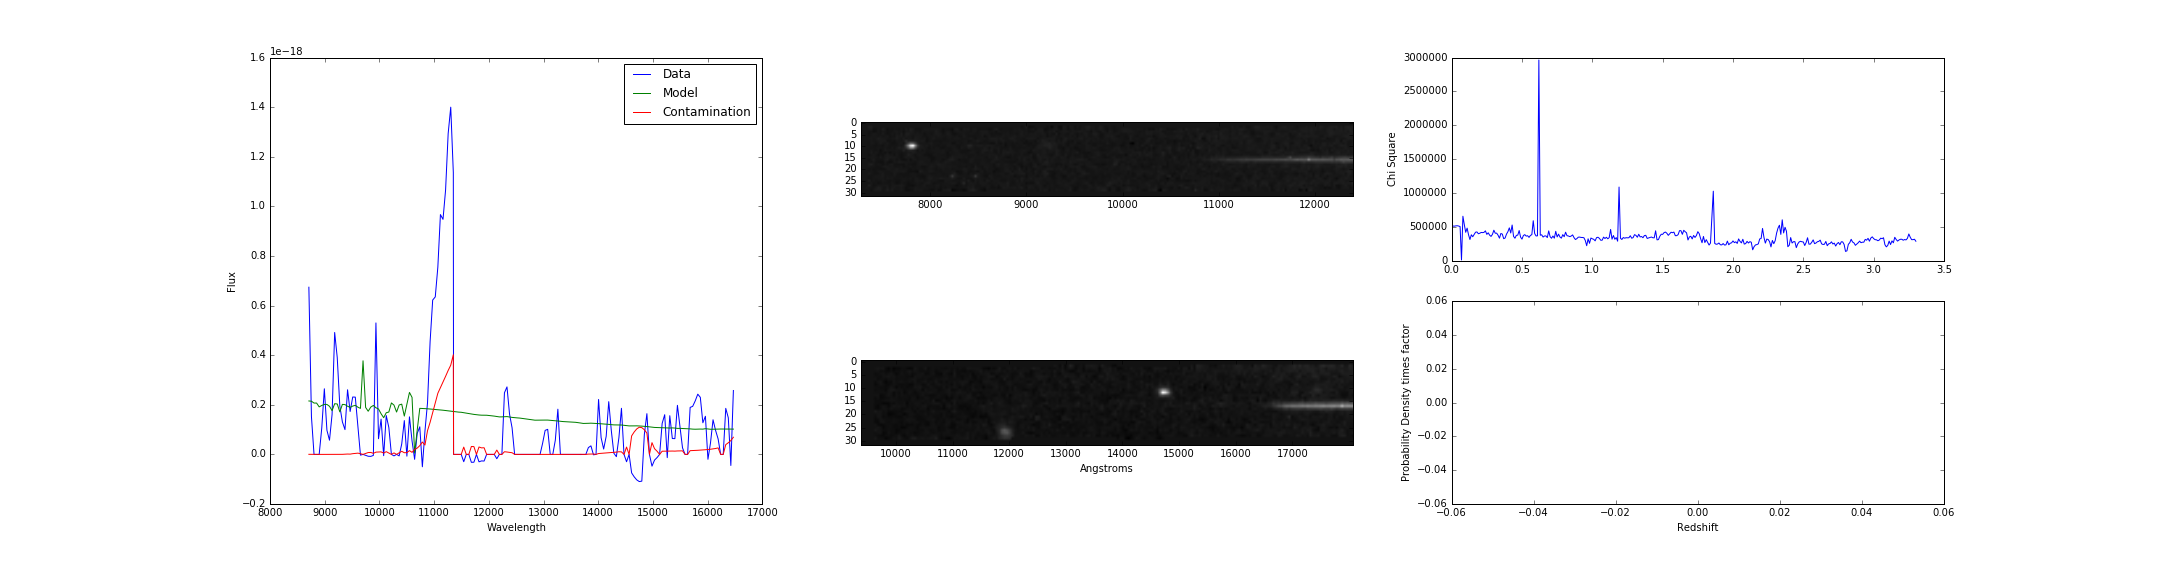 1e−18
1.6
1.4
1.2
1.0
0.8
0.6
0.4
0.2
0.0
−0.2
Flux
8000 9000 10000 11000 12000 13000 14000 15000 16000 17000
Wavelength
Data
Model
Contamination
0
5
10
15
20
25
30
8000 9000 10000 11000 12000
0
5
10
15
20
25
30
10000 11000 12000 13000 14000 15000 16000 17000
Angstroms
3000000
2500000
2000000
1500000
1000000
500000
0
Chi Square
0.0 0.5 1.0 1.5 2.0 2.5 3.0 3.5
0.06
0.04
0.02
0.00
−0.02
−0.04
−0.06
Probability Density times factor
−0.06 −0.04 −0.02 0.00 0.02 0.04 0.06
Redshift